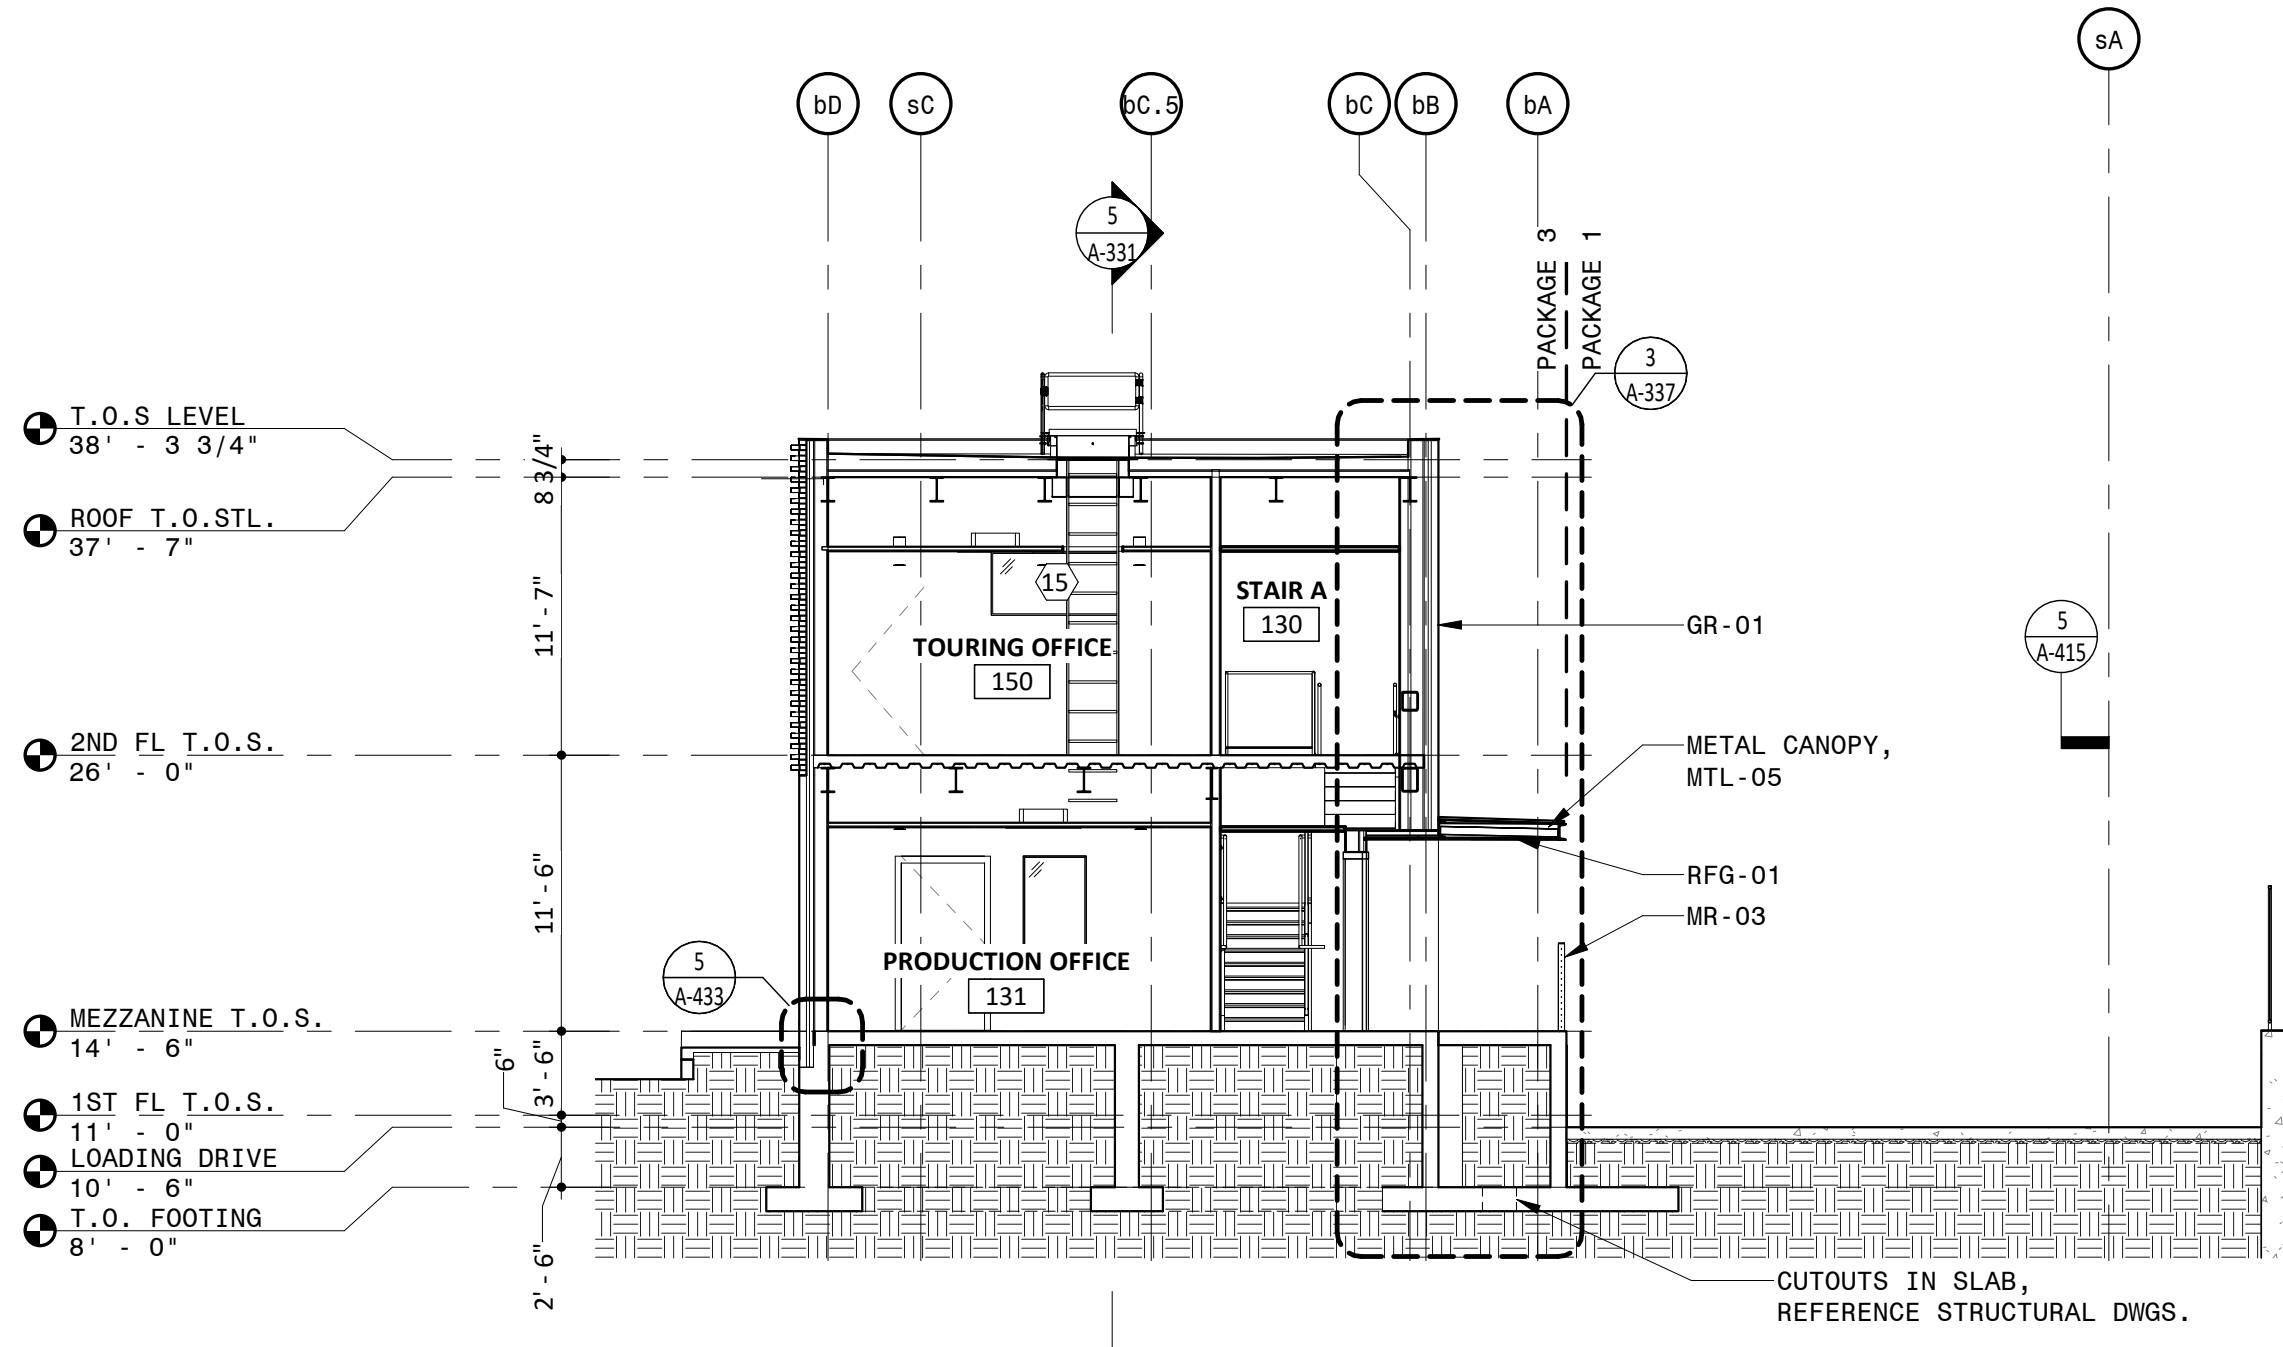 sA
bD
sC
bC.5
bC
bB
bA
5
A-331
PACKAGE 3
PACKAGE 1
3
A-337
T.O.S LEVEL
38' - 3 3/4"
8 3/4"
ROOF T.O.STL.
37' - 7"
11' - 7"
15
STAIR A
130
GR-01
TOURING OFFICE
150
5
A-415
2ND FL T.O.S.
26' - 0"
METAL CANOPY,
MTL-05
11' - 6"
RFG-01
MR-03
PRODUCTION OFFICE
131
5
A-433
MEZZANINE T.O.S.
14' - 6"
6"
3' - 6"
1ST FL T.O.S.
11' - 0"
LOADING DRIVE
10' - 6"
T.O. FOOTING
8' - 0"
2' - 6"
CUTOUTS IN SLAB,
REFERENCE STRUCTURAL DWGS.